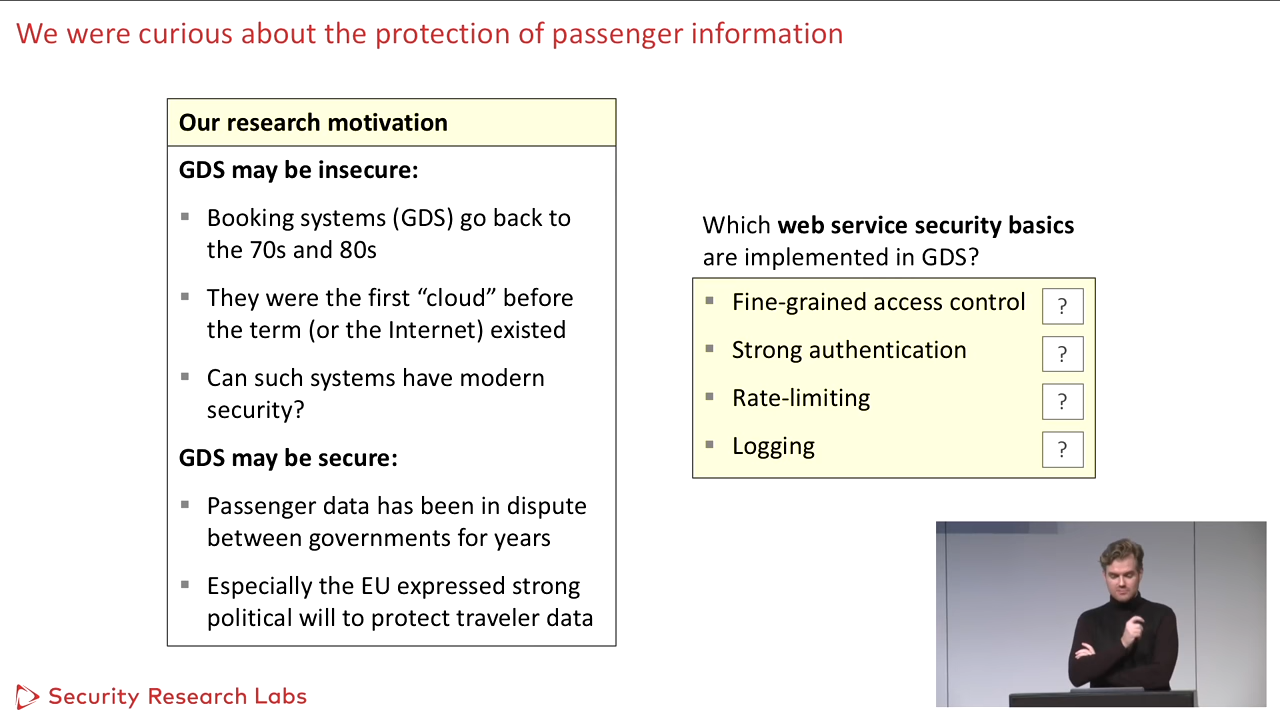 We were curious about the protection of passenger information
Our research motivation
GDS may be insecure:
Booking systems (GDS) go back to
the 70s and 80s
They were the first “cloud” before
the term (or the Internet) existed
Can such systems have modern
security?
GDS may be secure:
Passenger data has been in dispute
between governments for years
Especially the EU expressed strong
political will to protect traveler data
Which web service security basics
are implemented in GDS?
Fine-grained access control ?
Strong authentication ?
Rate-limiting ?
Logging ?
Security Research Labs